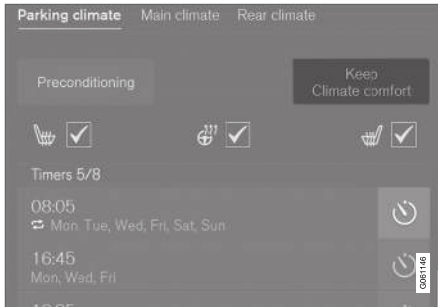 Parking climate Main climate Rear climate
Preconditioning
Keep
Climate comfort
Timers 5/8
08:05
Mon, Tue, Wed, Fri, Sat, Sun
16:45
Mon, Wed, Fri
G061146